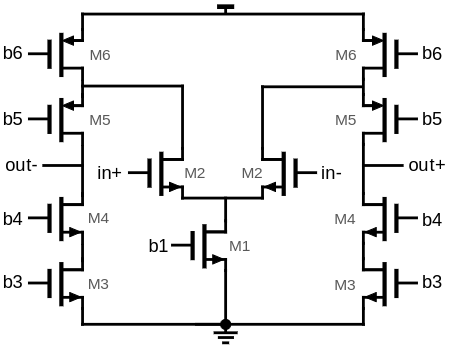 b6 M6 M6 b6
b5 M5 M5 b5
out- in+ M2 M2 in- out+
b4 M4 M4 b4
b1 M1
b3 M3 M3 b3